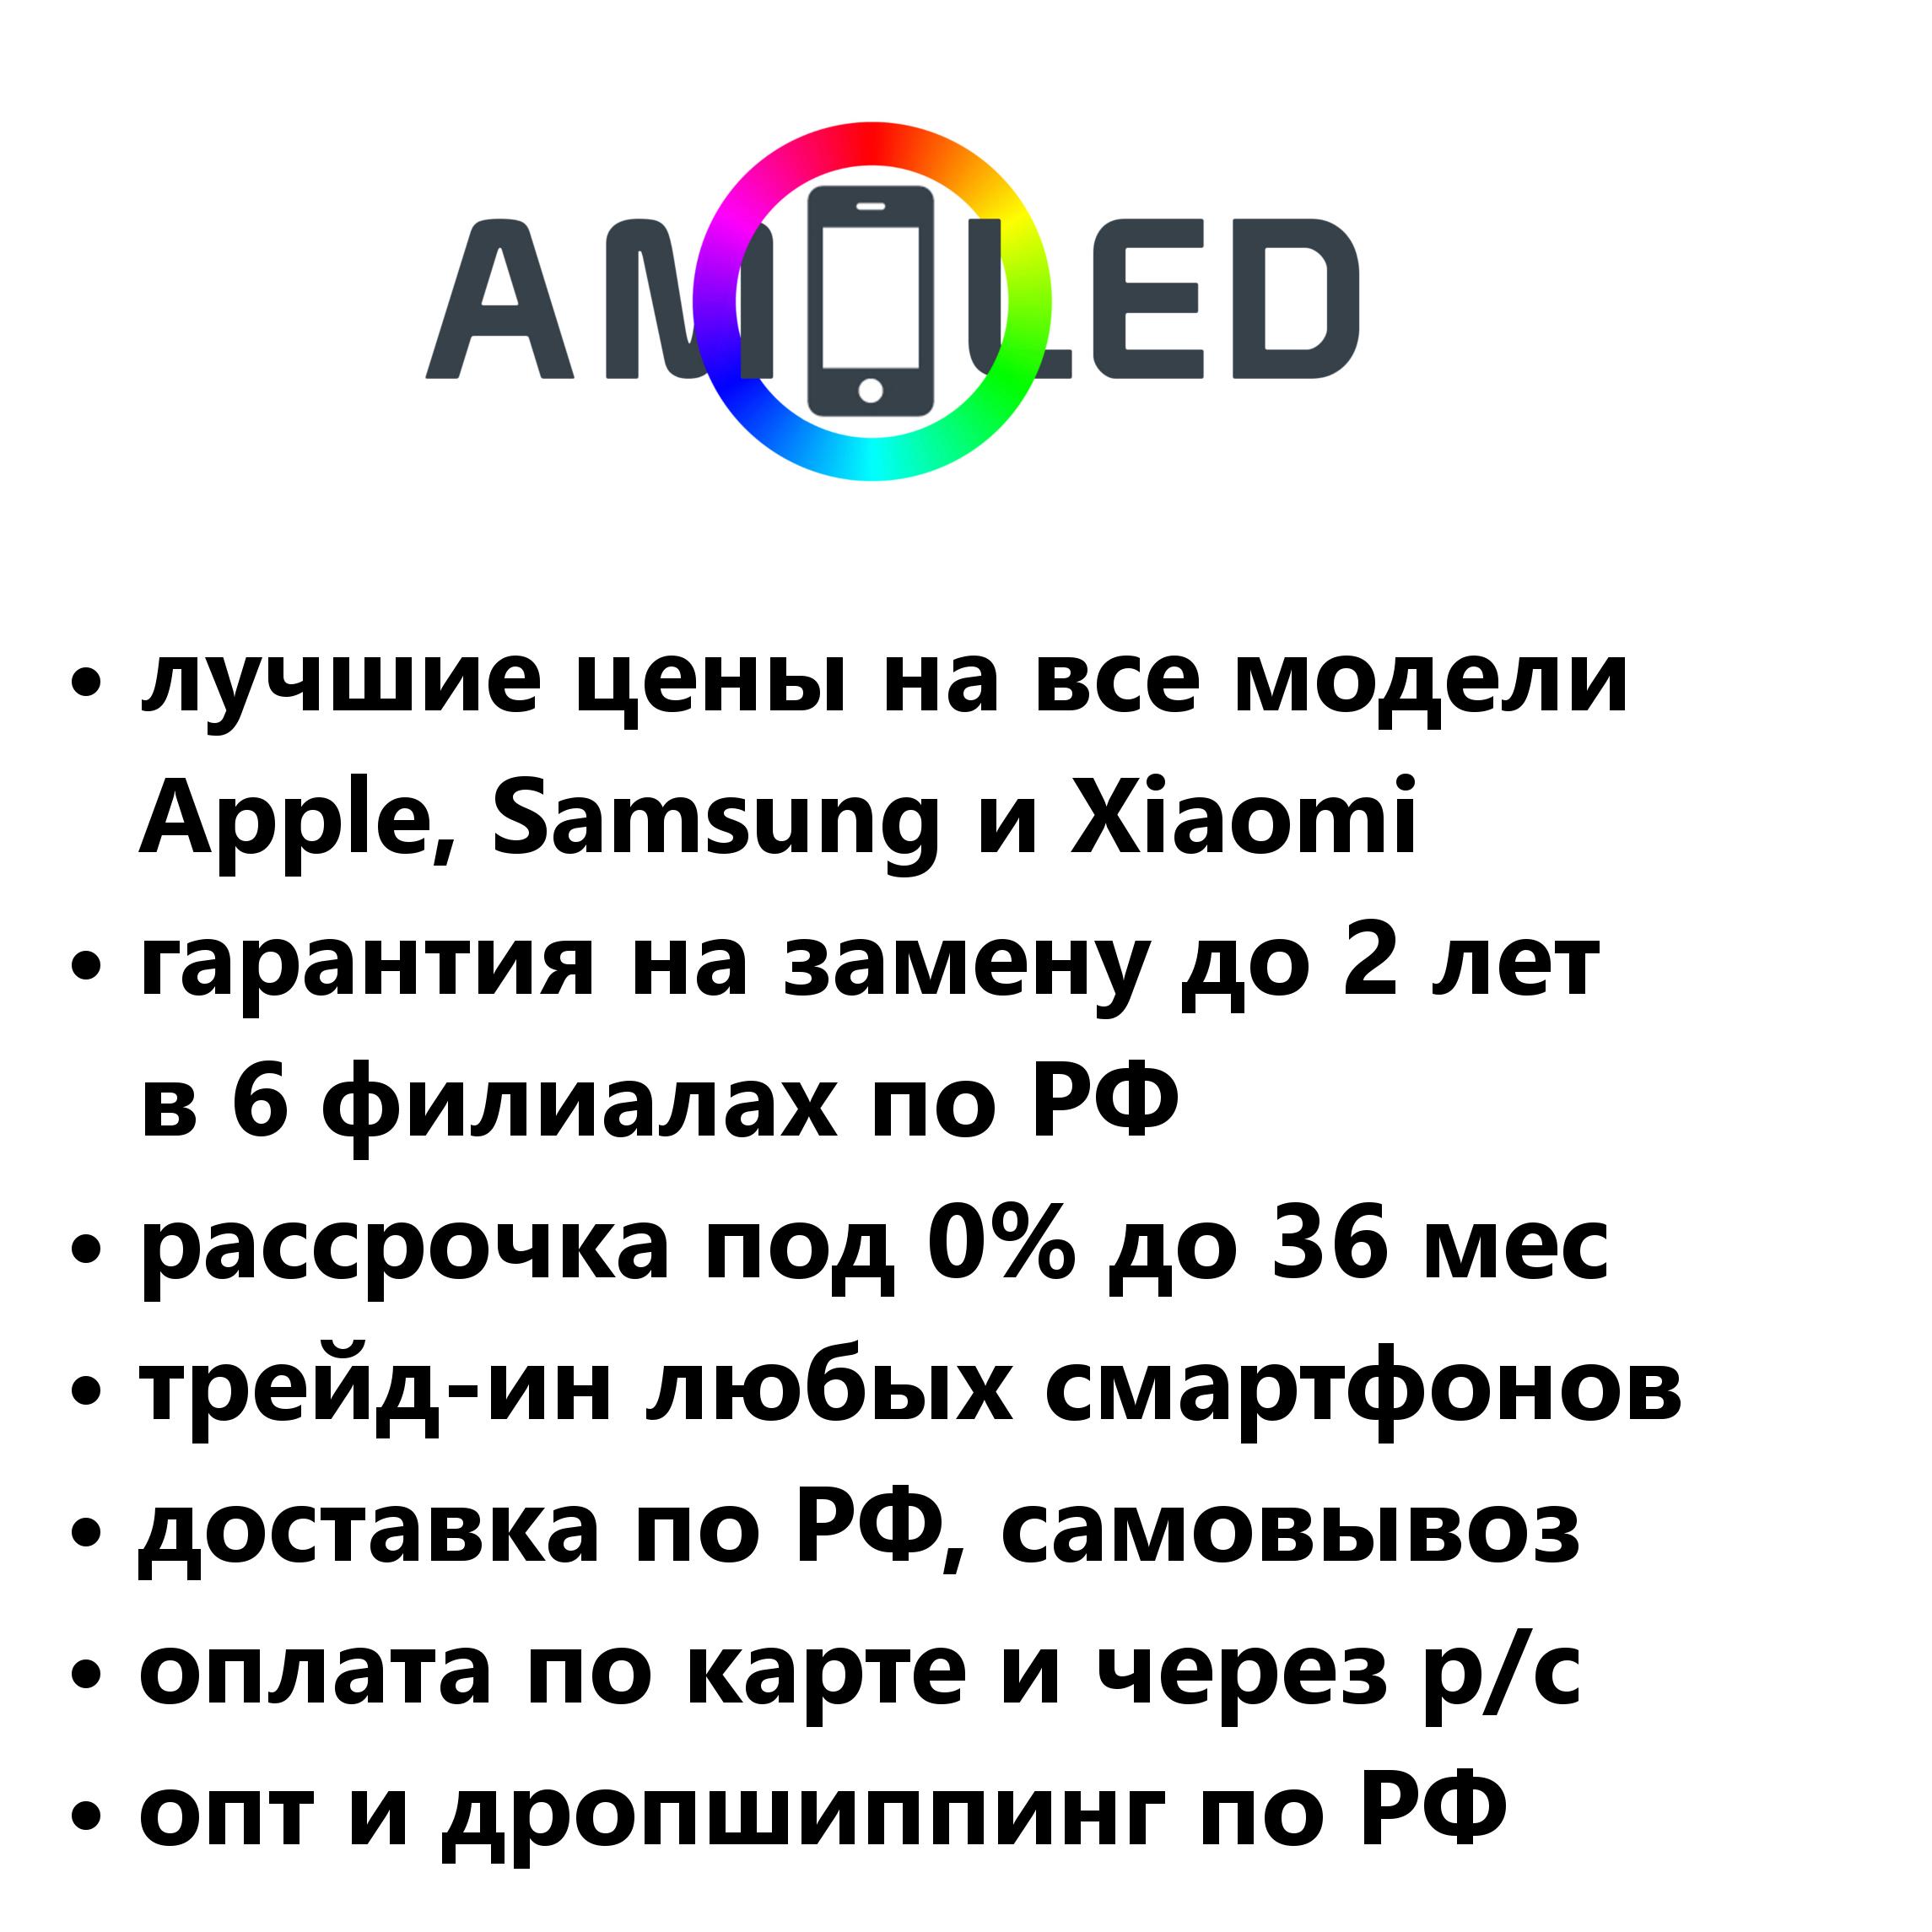 AMOLED
• лучшие цены на все модели
Apple, Samsung и Xiaomi
• гарантия на замену до 2 лет
в 6 филиалах по РФ
• рассрочка под 0% до 36 мес
• трейд-ин любых смартфонов
• доставка по РФ, самовывоз
• оплата по карте и через р/с
• опт и дропшиппинг по РФ